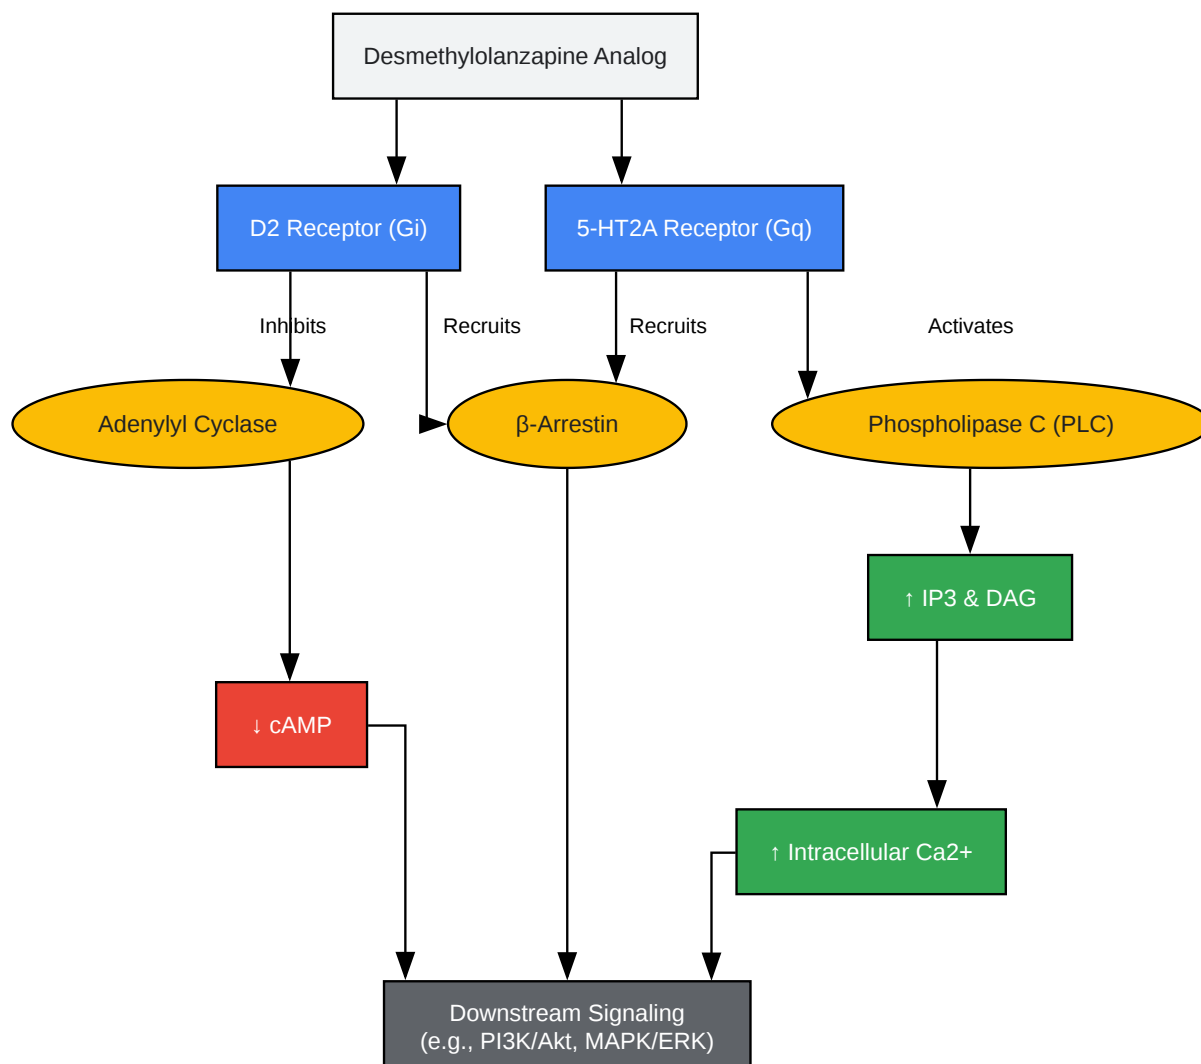 Desmethylolanzapine Analog
D2 Receptor (Gi)
5-HT2A Receptor (Gq)
Inhibits
Recruits
Recruits
Activates
Adenylyl Cyclase
β-Arrestin
Phospholipase C (PLC)
↑ IP3 & DAG
↓ cAMP
↑ Intracellular Ca2+
Downstream Signaling
(e.g., PI3K/Akt, MAPK/ERK)